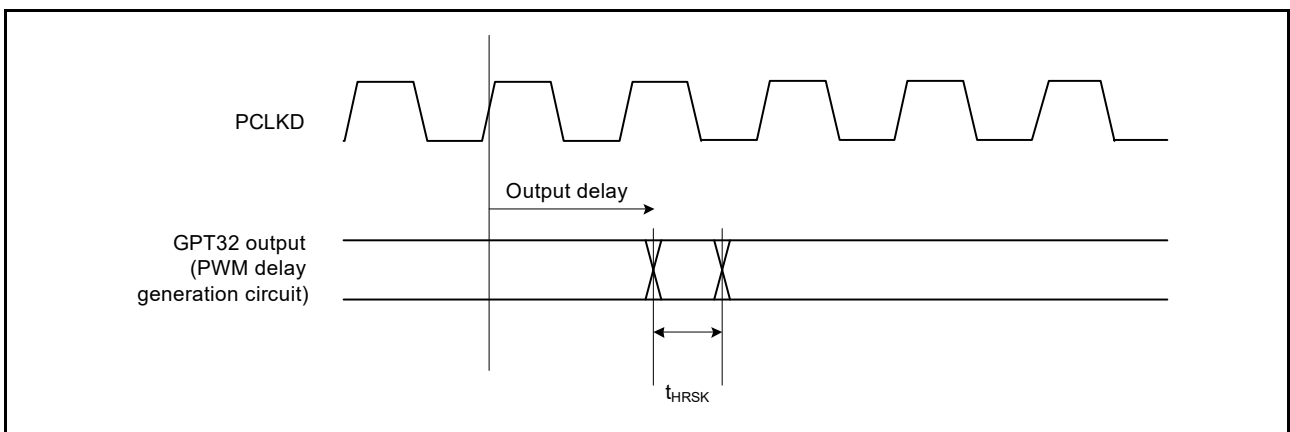 PCLKD
Output delay
GPT32 output
(PWM delay
generation circuit)
tHRSK